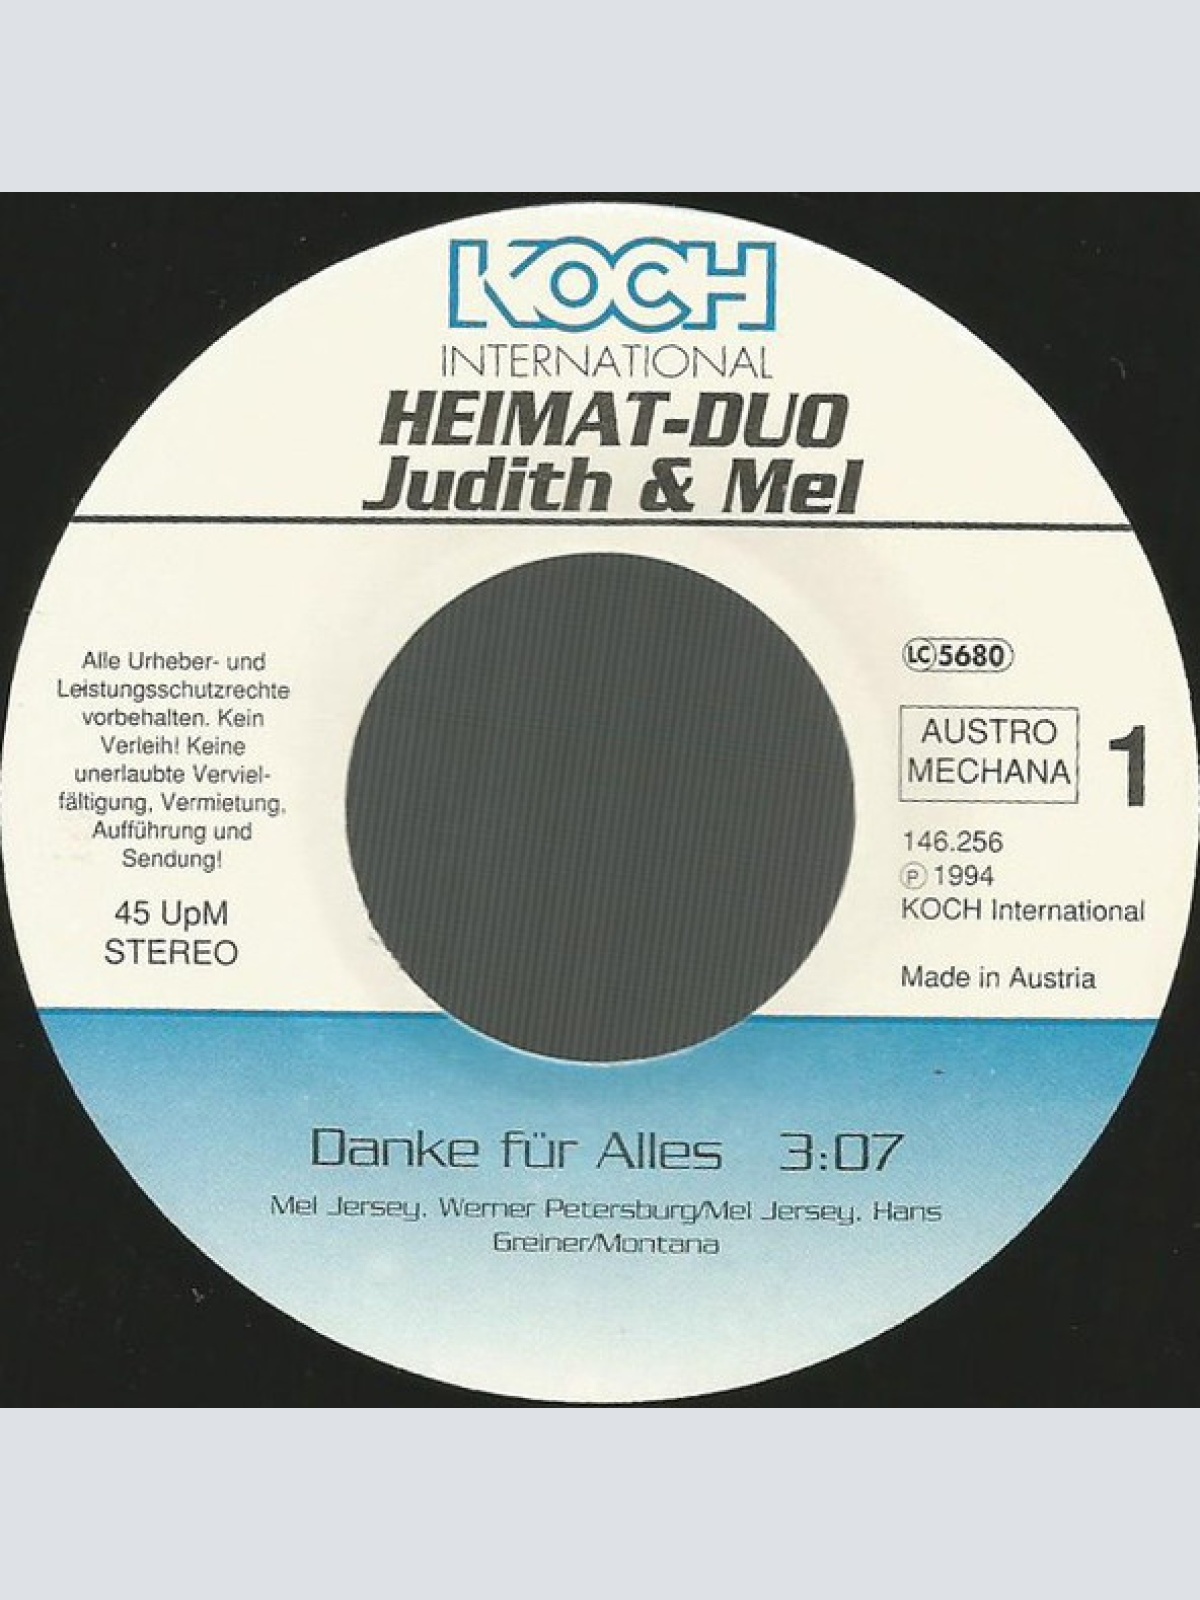 KOCH
INTERNATIONAL
HEIMAT-DUO
Judith & Mel
Alle Urheber- und
Leistungsschutzrechte
vorbehalten. Kein
Verleih! Keine
unerlaubte Verviel-
fältigung, Vermietung,
Aufführung und
Sendung!
45 UpM
STEREO
LC 5680
AUSTRO
MECHANA
1
146.256
℗ 1994
KOCH International
Made in Austria
Danke für Alles 3:07
Mel Jersey, Werner Petersburg/Mel Jersey, Hans
Greiner/Montana